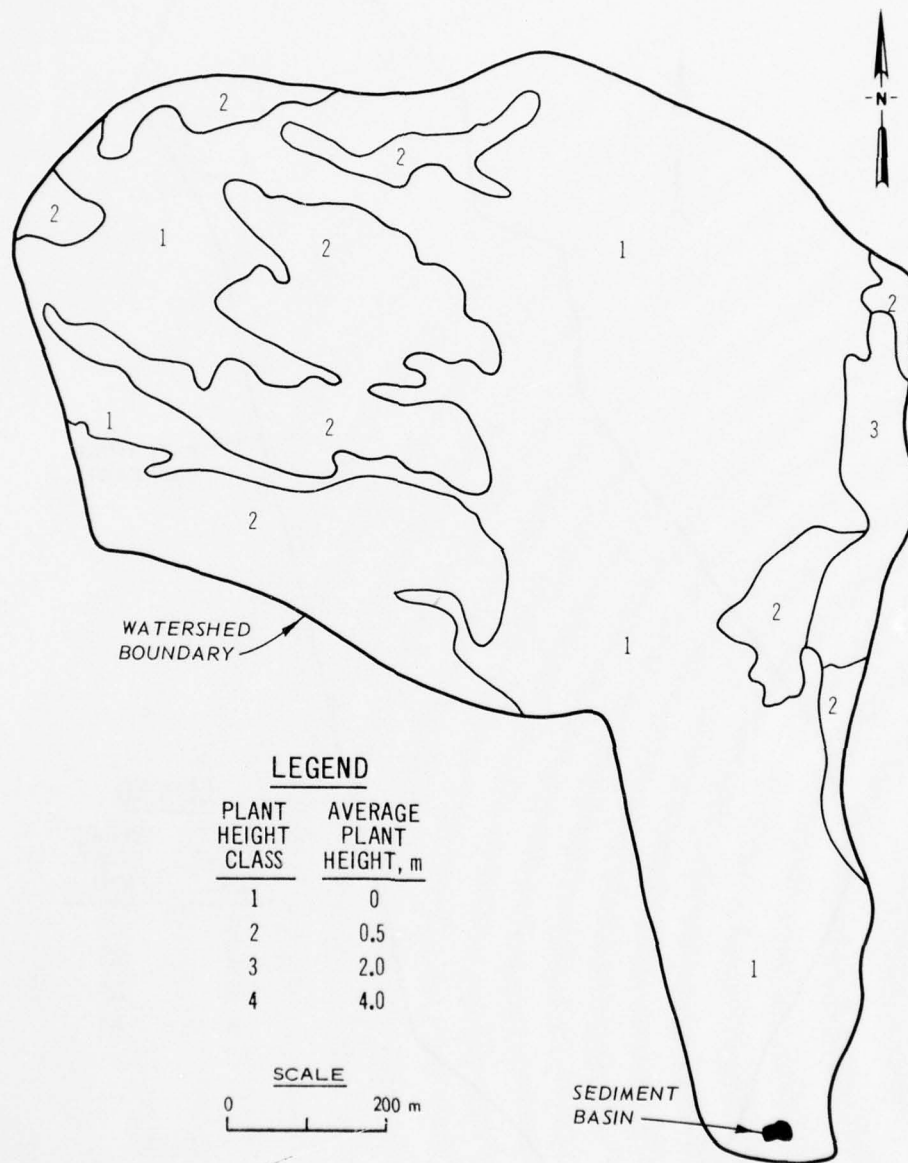 N
2
2
2
1
2
1
2
3
1
2
2
2
1
2
1
WATERSHED
BOUNDARY
LEGEND
PLANT HEIGHT CLASS
AVERAGE PLANT HEIGHT, m
1 0
2 0.5
3 2.0
4 4.0
SCALE
0 200 m
SEDIMENT
BASIN